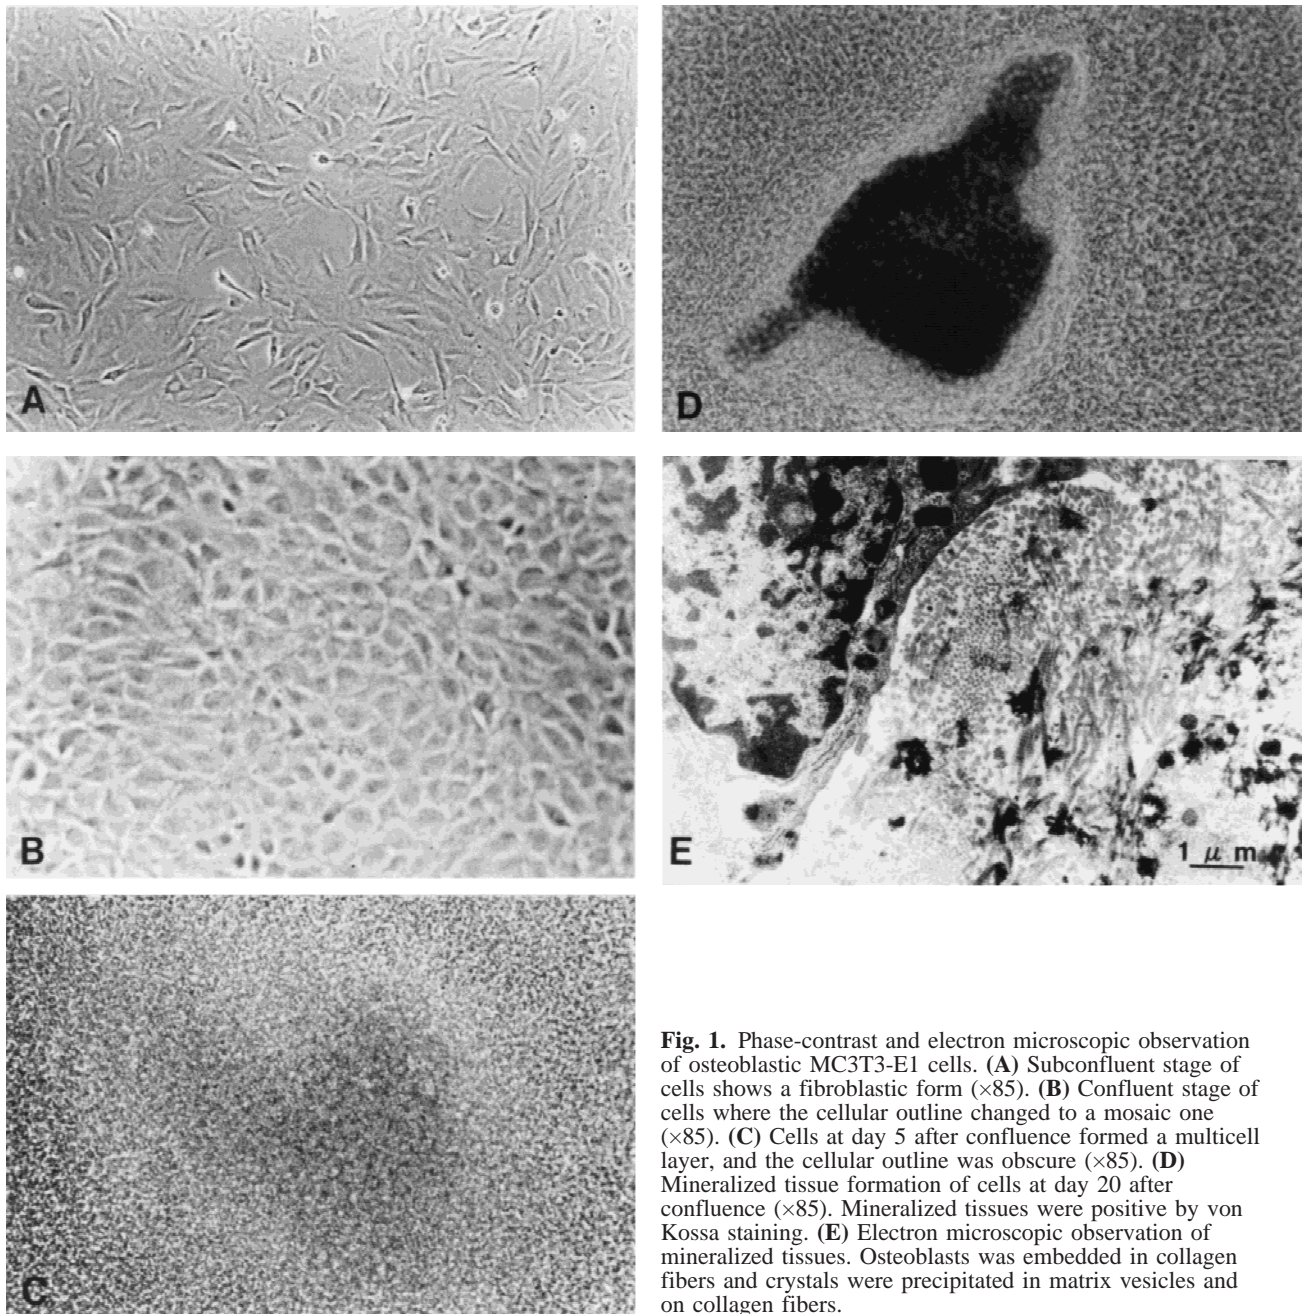 A
D
B
E
1 μ m
C
Fig. 1. Phase-contrast and electron microscopic observation
of osteoblastic MC3T3-E1 cells. (A) Subconfluent stage of
cells shows a fibroblastic form (×85). (B) Confluent stage of
cells where the cellular outline changed to a mosaic one
(×85). (C) Cells at day 5 after confluence formed a multicell
layer, and the cellular outline was obscure (×85). (D)
Mineralized tissue formation of cells at day 20 after
confluence (×85). Mineralized tissues were positive by von
Kossa staining. (E) Electron microscopic observation of
mineralized tissues. Osteoblasts was embedded in collagen
fibers and crystals were precipitated in matrix vesicles and
on collagen fibers.